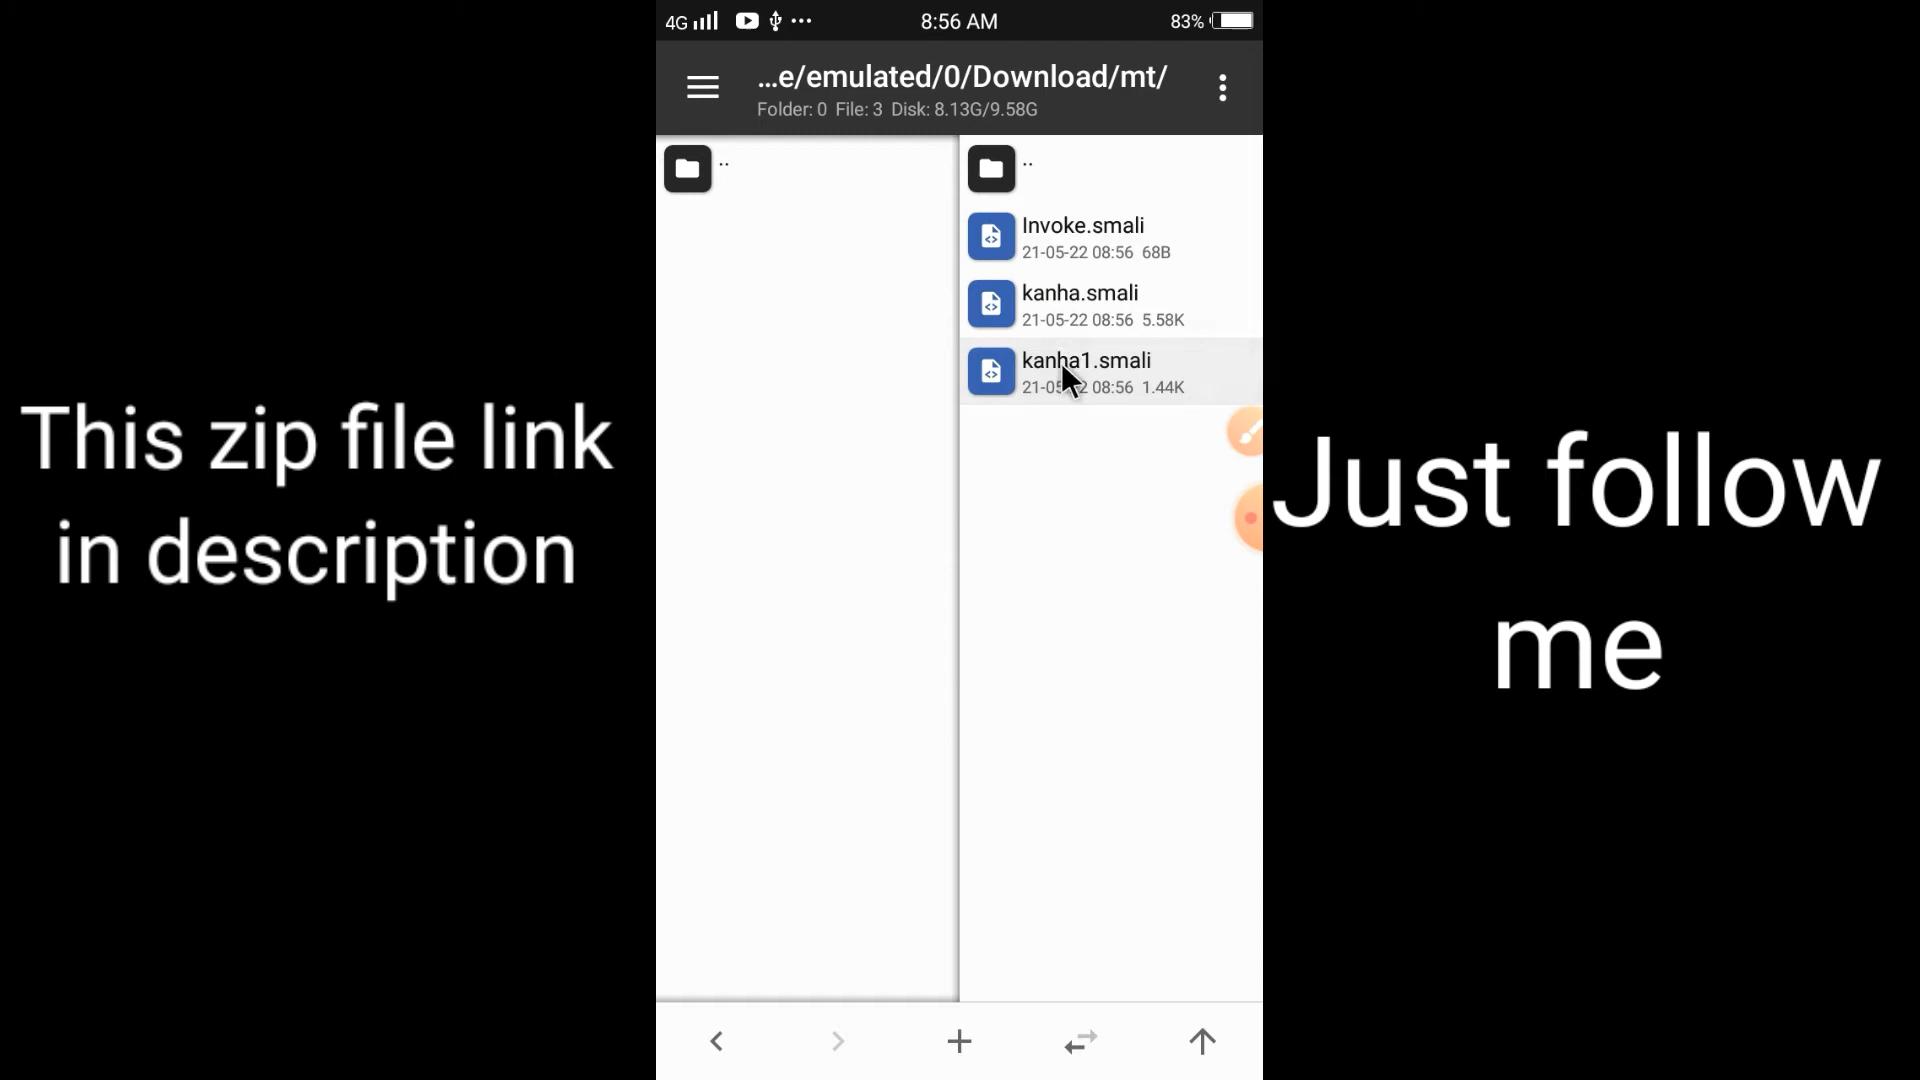 4G 8:56 AM 83%
...e/emulated/0/Download/mt/
Folder: 0 File: 3 Disk: 8.13G/9.58G
..
..
Invoke.smali
21-05-22 08:56 68B
kanha.smali
21-05-22 08:56 5.58K
kanha1.smali
08:56 1.44K
This zip file link
in description
Just follow
me